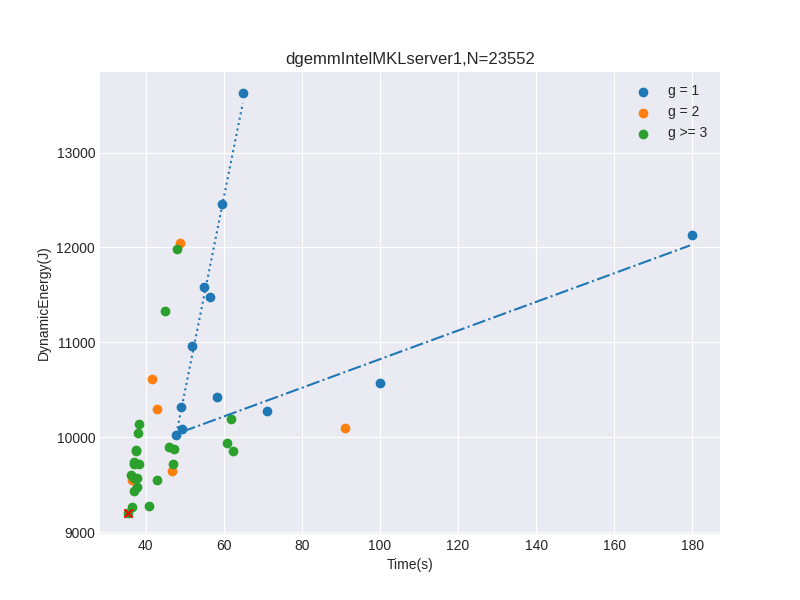 dgemmIntelMKLserver1,N=23552
g = 1
g = 2
g >= 3
13000
12000
11000
10000
9000
DynamicEnergy(J)
40 60 80 100 120 140 160 180
Time(s)